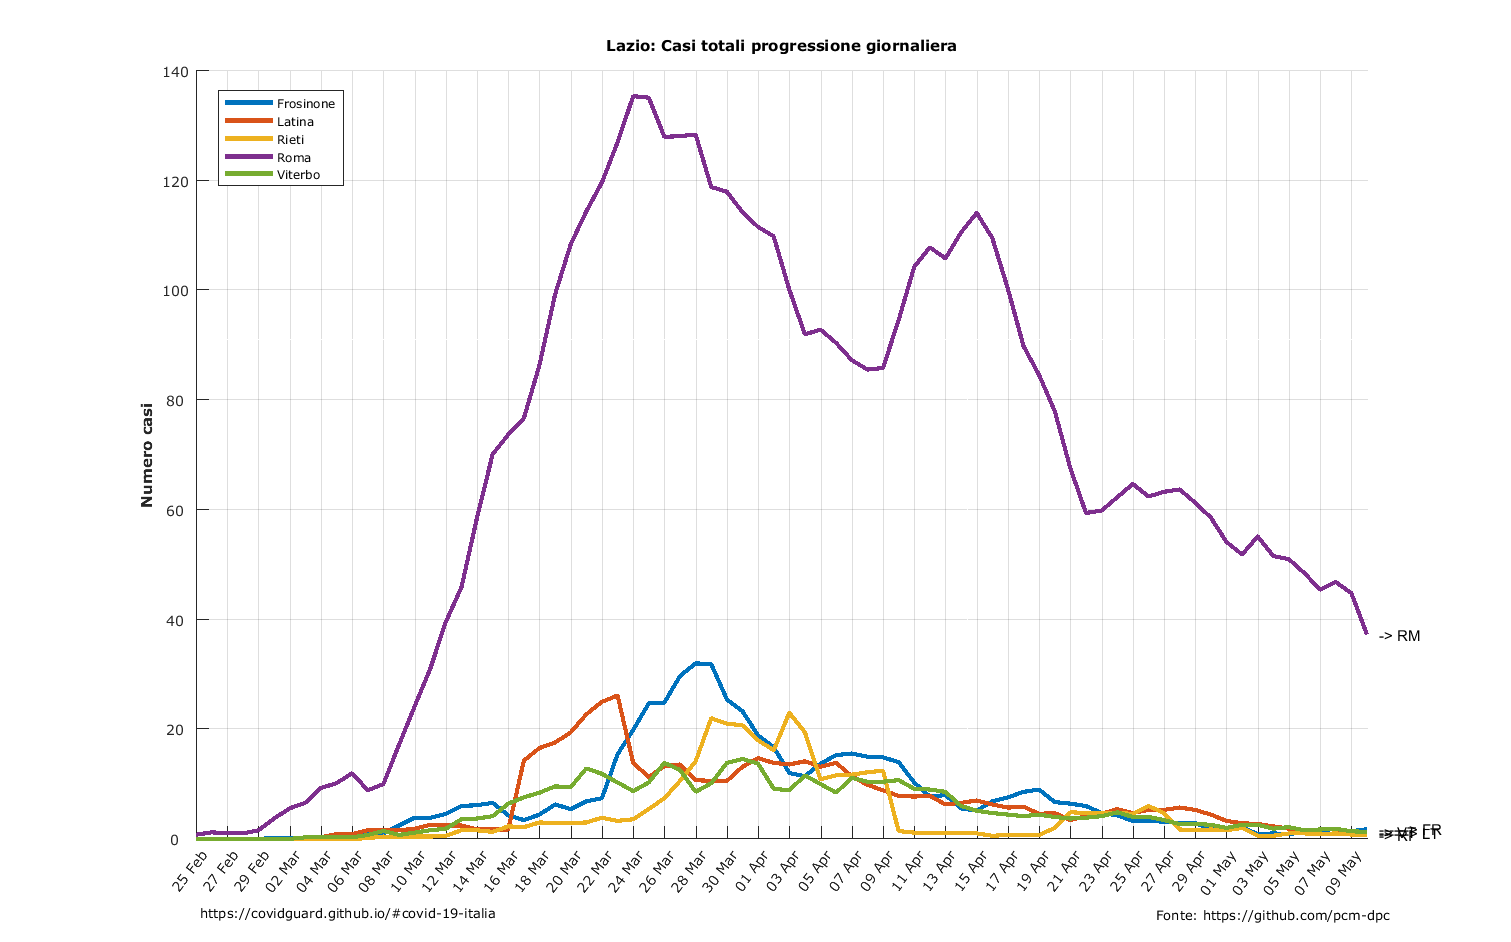 Lazio: Casi totali progressione giornaliera
Numero casi
140
120
100
80
60
40
20
0
Frosinone
Latina
Rieti
Roma
Viterbo
-> RM
25 Feb
27 Feb
29 Feb
02 Mar
04 Mar
06 Mar
08 Mar
10 Mar
12 Mar
14 Mar
16 Mar
18 Mar
20 Mar
22 Mar
24 Mar
26 Mar
28 Mar
30 Mar
01 Apr
03 Apr
05 Apr
07 Apr
09 Apr
11 Apr
13 Apr
15 Apr
17 Apr
19 Apr
21 Apr
23 Apr
25 Apr
27 Apr
29 Apr
01 May
03 May
05 May
07 May
09 May
https://covidguard.github.io/#covid-19-italia
Fonte: https://github.com/pcm-dpc